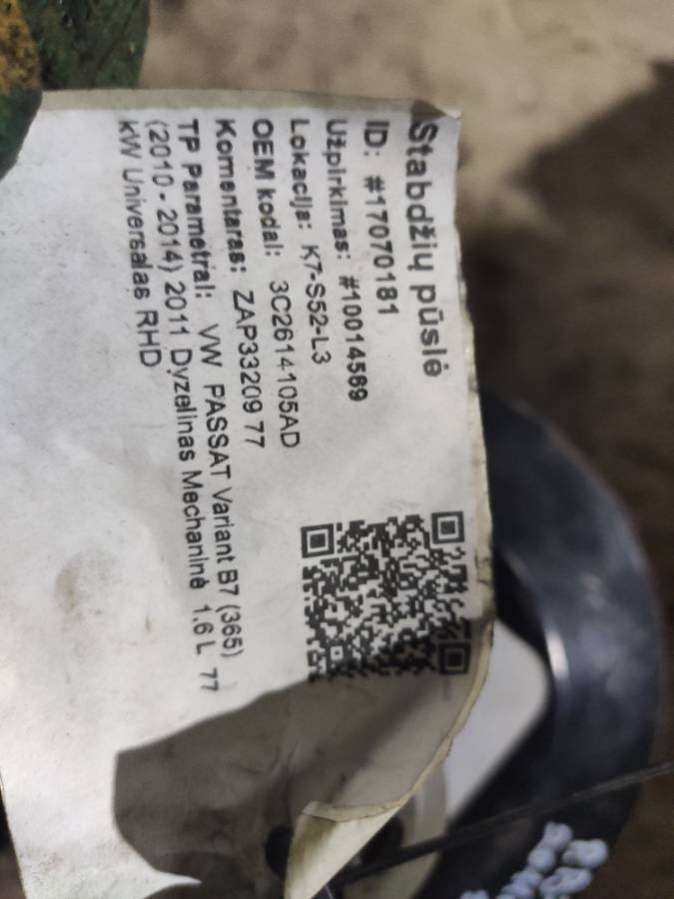 Stabdžių pūslė
ID: #17070181
Užpirkimas: #10014569
Lokacija: K7-S52-L3
OEM kodai: 3C2614105AD
Komentaras: ZAP33209 77
TP Parametrai: VW PASSAT Variant B7 (365)
(2010 - 2014) 2011 Dyzelinas Mechaninė 1.6 L 77
kW Universalas RHD